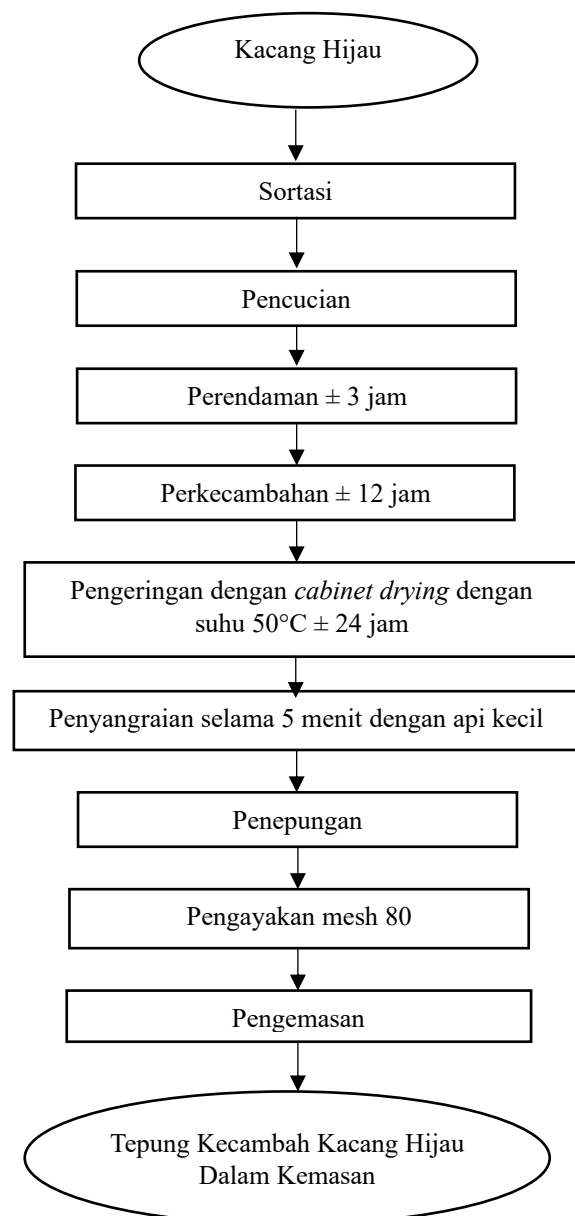 Kacang Hijau
Sortasi
Pencucian
Perendaman ± 3 jam
Perkecambahan ± 12 jam
Pengeringan dengan cabinet drying dengan
suhu 50°C ± 24 jam
Penyangraian selama 5 menit dengan api kecil
Penepungan
Pengayakan mesh 80
Pengemasan
Tepung Kecambah Kacang Hijau
Dalam Kemasan